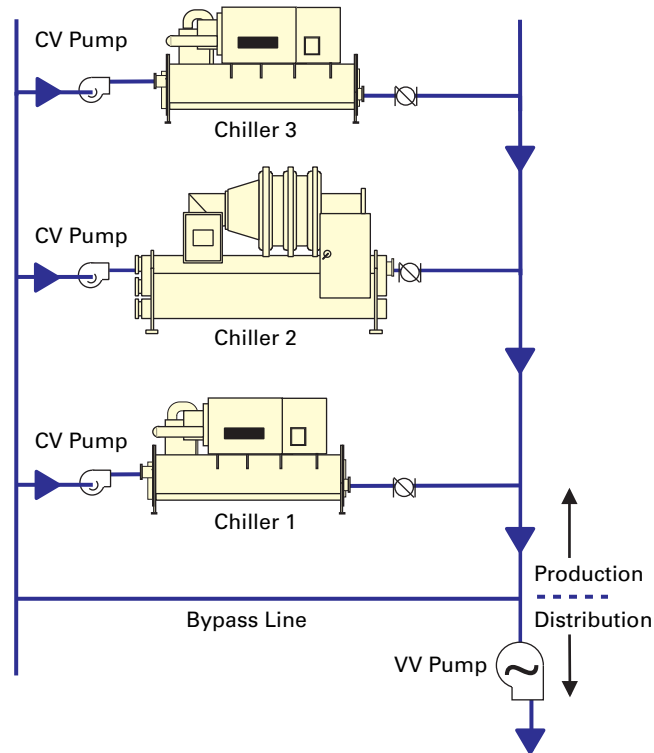 CV Pump
Chiller 3
CV Pump
Chiller 2
CV Pump
Chiller 1
Production
Bypass Line
Distribution
VV Pump